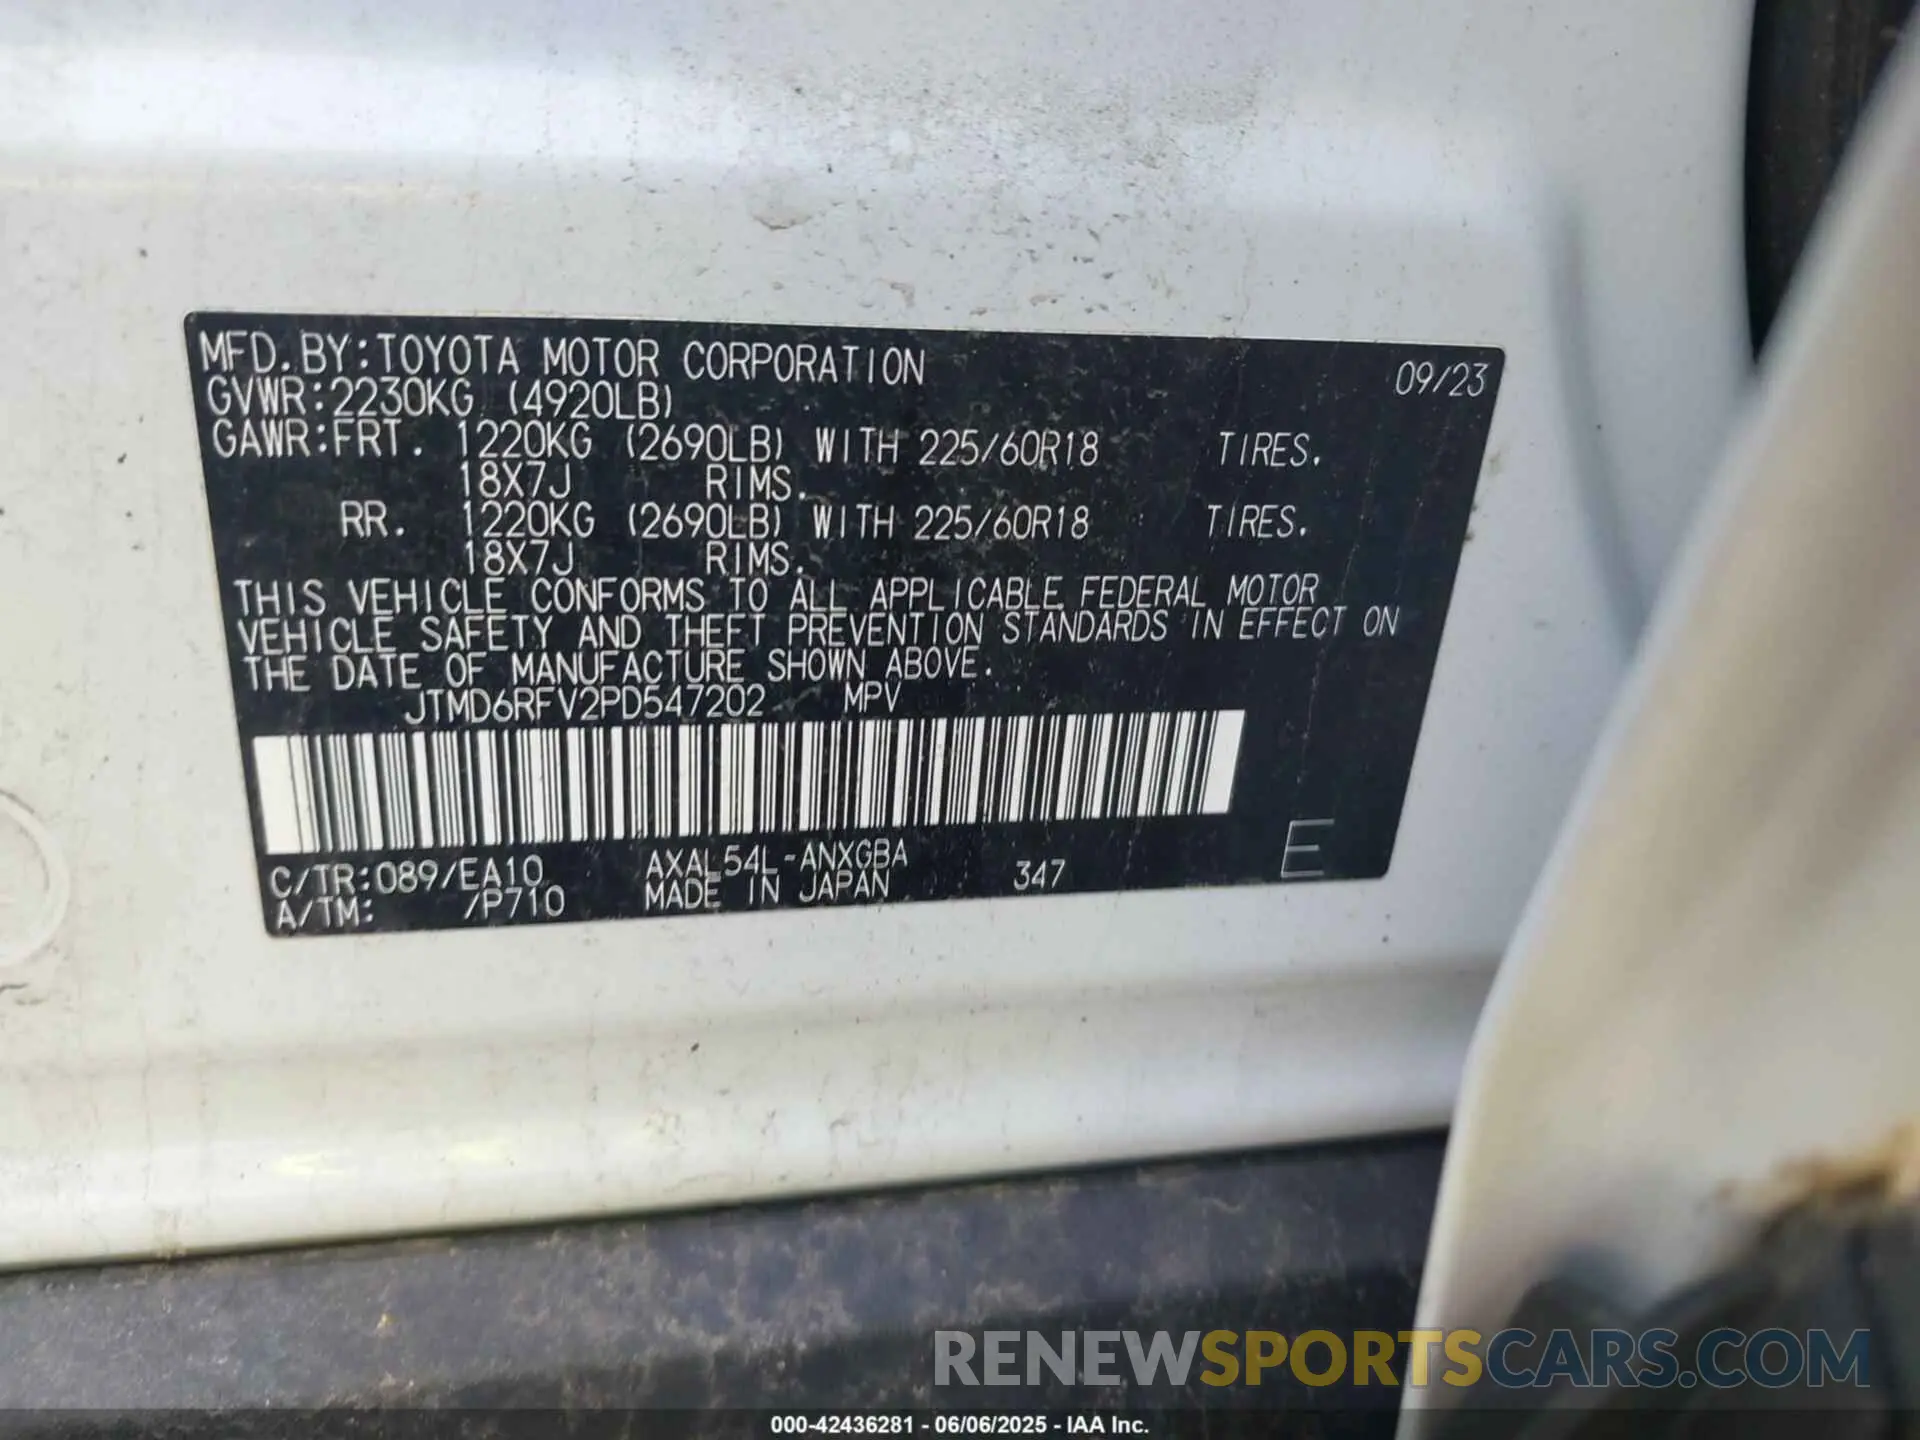 MFD. BY: TOYOTA MOTOR CORPORATION 09/23
GVWR: 2230KG (4920LB)
GAWR: FRT. 1220KG (2690LB) WITH 225/60R18 TIRES.
18X7J RIMS.
RR. 1220KG (2690LB) WITH 225/60R18 TIRES.
18X7J RIMS.
THIS VEHICLE CONFORMS TO ALL APPLICABLE FEDERAL MOTOR
VEHICLE SAFETY AND THEFT PREVENTION STANDARDS IN EFFECT ON
THE DATE OF MANUFACTURE SHOWN ABOVE.
JTMD6RFV2PD547202 MPV
C/TR: 089/EA10 AXAL54L-ANXGBA 347 E
A/TM: /P710 MADE IN JAPAN
RENEWSPORTSCARS.COM
000-42436281 - 06/06/2025 - IAA Inc.